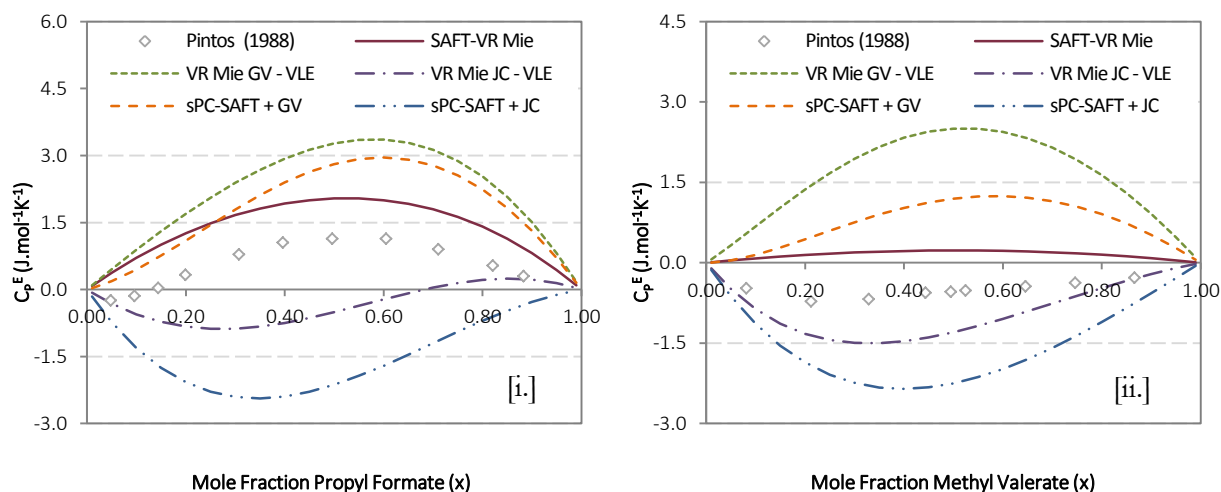 6.0
4.5
3.0
1.5
0.0
-1.5
-3.0
Cₚᴱ (J.mol⁻¹K⁻¹)
Pintos (1988)
SAFT-VR Mie
VR Mie GV - VLE
VR Mie JC - VLE
sPC-SAFT + GV
sPC-SAFT + JC
0.00 0.20 0.40 0.60 0.80 1.00
[i.]
Mole Fraction Propyl Formate (x)
4.5
3.0
1.5
0.0
-1.5
-3.0
Cₚᴱ (J.mol⁻¹K⁻¹)
Pintos (1988)
SAFT-VR Mie
VR Mie GV - VLE
VR Mie JC - VLE
sPC-SAFT + GV
sPC-SAFT + JC
0.00 0.20 0.40 0.60 0.80 1.00
[ii.]
Mole Fraction Methyl Valerate (x)